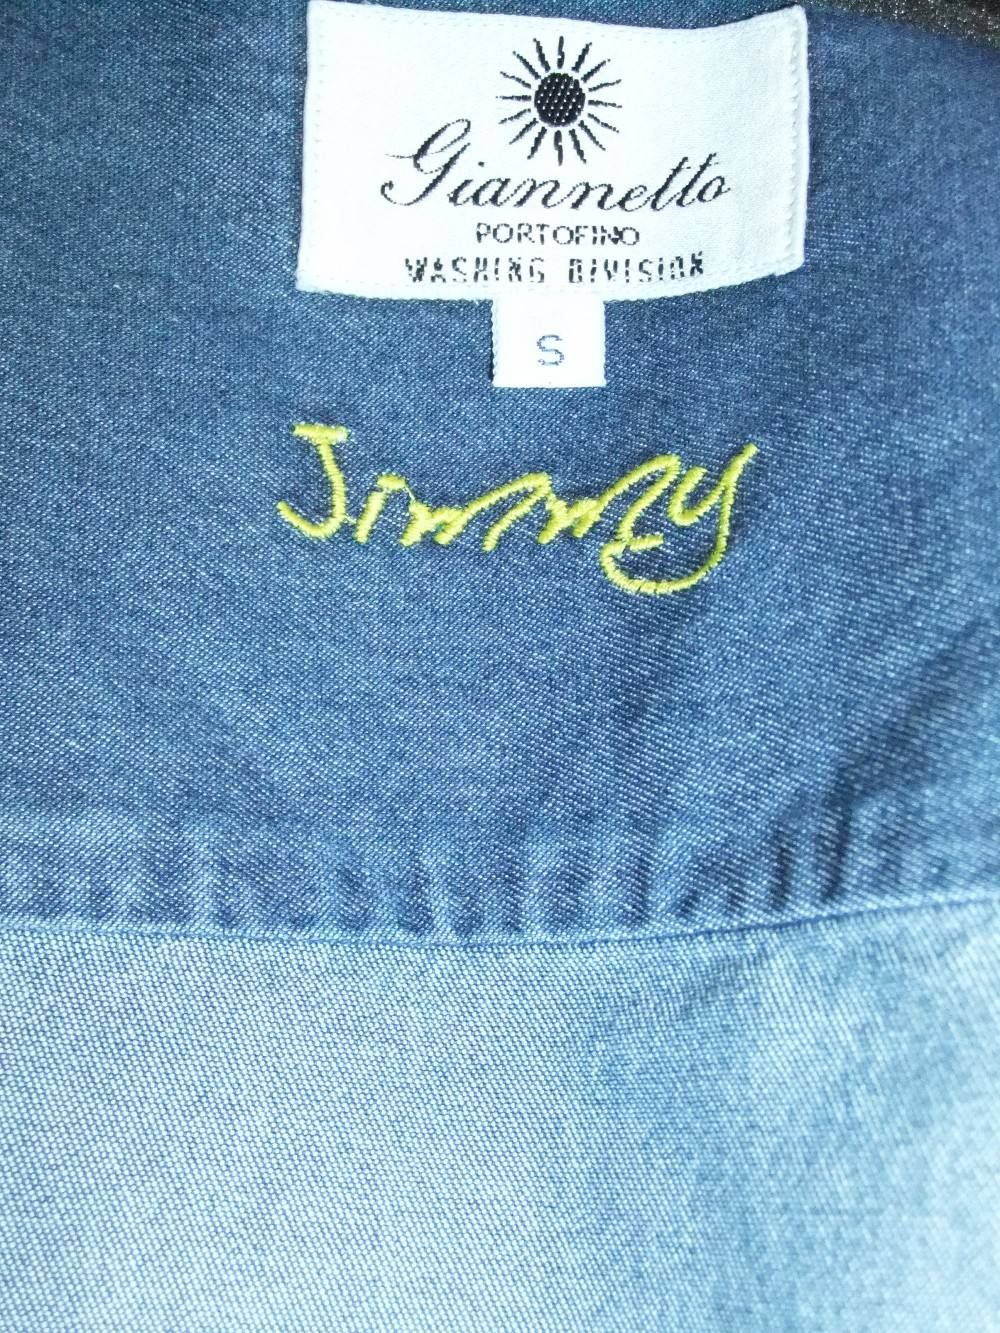 Giannetto
PORTOFINO
WASHING DIVISION
S
Jimmy